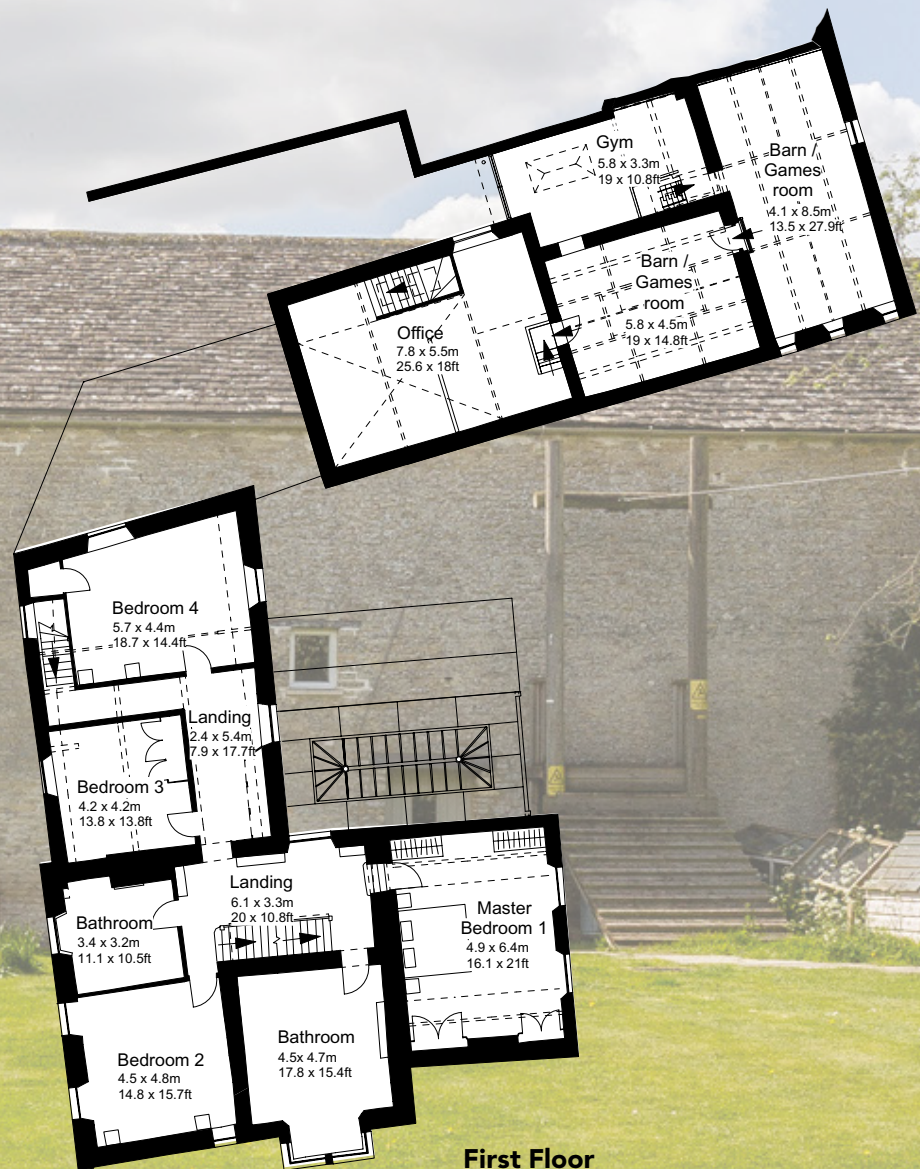 Gym
5.8 x 3.3m
19 x 10.8ft
Barn /
Games
room
4.1 x 8.5m
13.5 x 27.9ft
Barn /
Games
room
5.8 x 4.5m
19 x 14.8ft
Office
7.8 x 5.5m
25.6 x 18ft
Bedroom 4
5.7 x 4.4m
18.7 x 14.4ft
Landing
2.4 x 5.4m
7.9 x 17.7ft
Bedroom 3
4.2 x 4.2m
13.8 x 13.8ft
Landing
6.1 x 3.3m
20 x 10.8ft
Bathroom
3.4 x 3.2m
11.1 x 10.5ft
Master
Bedroom 1
4.9 x 6.4m
16.1 x 21ft
Bathroom
4.5x 4.7m
17.8 x 15.4ft
Bedroom 2
4.5 x 4.8m
14.8 x 15.7ft
First Floor